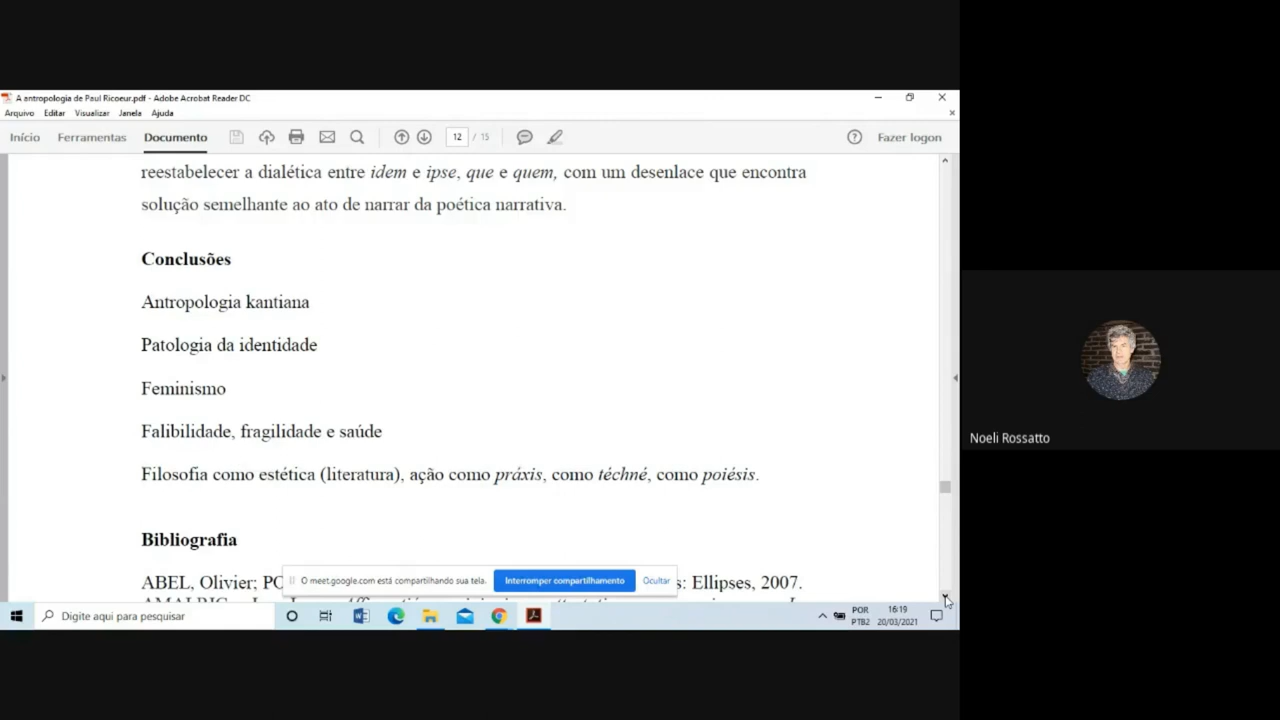 A antropologia de Paul Ricoeur.pdf - Adobe Acrobat Reader DC
Arquivo Editar Visualizar Janela Ajuda
Início Ferramentas Documento 12 / 15 Fazer logon
reestabelecer a dialética entre idem e ipse, que e quem, com um desenlace que encontra
solução semelhante ao ato de narrar da poética narrativa.
Conclusões
Antropologia kantiana
Patologia da identidade
Feminismo
Falibilidade, fragilidade e saúde
Filosofia como estética (literatura), ação como práxis, como téchné, como poiésis.
Bibliografia
ABEL, Olivier; PO s: Ellipses, 2007.
O meet.google.com está compartilhando sua tela. Interromper compartilhamento Ocultar
Digite aqui para pesquisar
POR
PTB2
16:19
20/03/2021
Noeli Rossatto